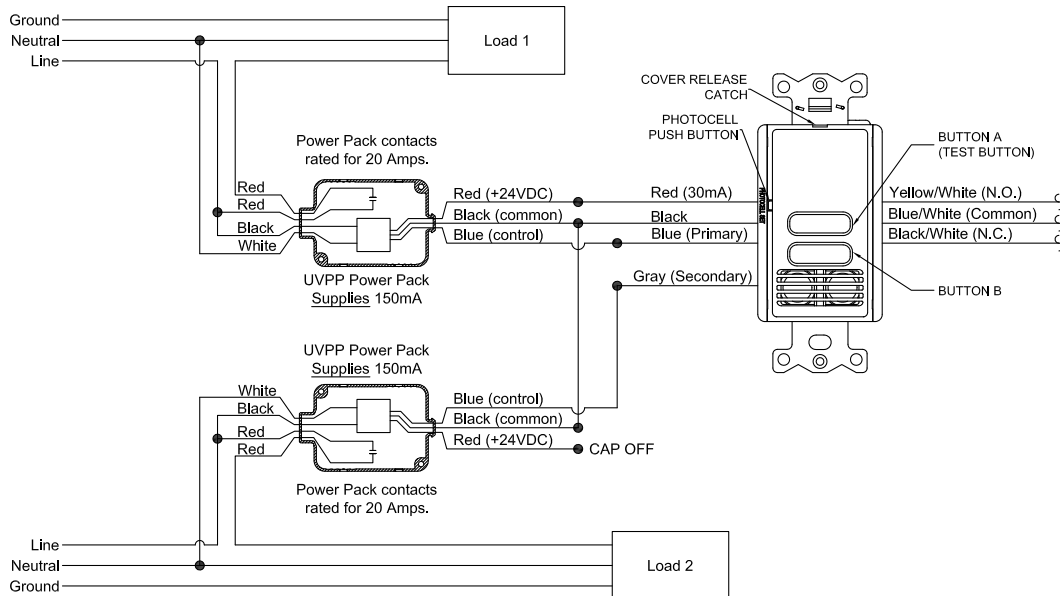 Ground
Neutral
Line
Load 1
COVER RELEASE
CATCH
PHOTOCELL
PUSH BUTTON
BUTTON A
(TEST BUTTON)
Power Pack contacts
rated for 20 Amps.
Red
Red
Black
White
Red (+24VDC)
Black (common)
Blue (control)
Red (30mA)
Black
Blue (Primary)
Gray (Secondary)
PHOTOCELL SET
Yellow/White (N.O.)
Blue/White (Common)
Black/White (N.C.)
BUTTON B
UVPP Power Pack
Supplies 150mA
UVPP Power Pack
Supplies 150mA
White
Black
Red
Red
Blue (control)
Black (common)
Red (+24VDC)
CAP OFF
Power Pack contacts
rated for 20 Amps.
Line
Neutral
Ground
Load 2